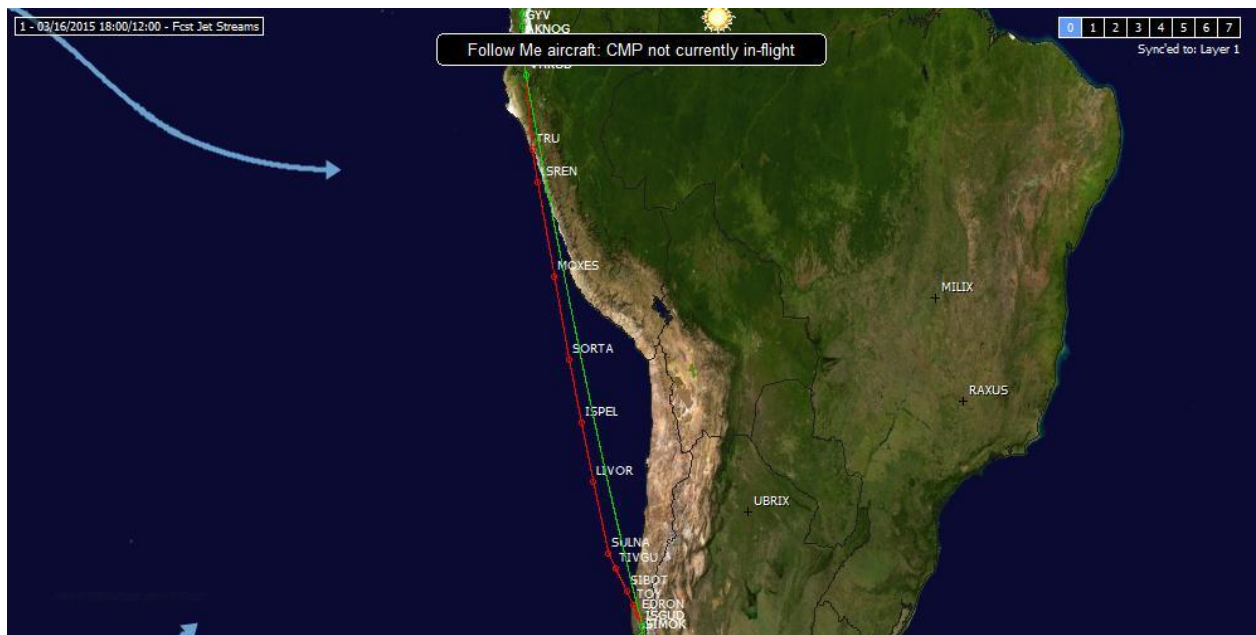 1 - 03/16/2015 18:00/12:00 - Fcst Jet Streams
0 1 2 3 4 5 6 7
Sync'ed to: Layer 1
GYV
AKNOG
Follow Me aircraft: CMP not currently in-flight
TRU
SREN
MOXES
MILIX
SORTA
RAXUS
ISPEL
LIVOR
UBRIX
SULNA
TIVGU
SIBOT
TOY
EDRON
ISGUD
SIMOK